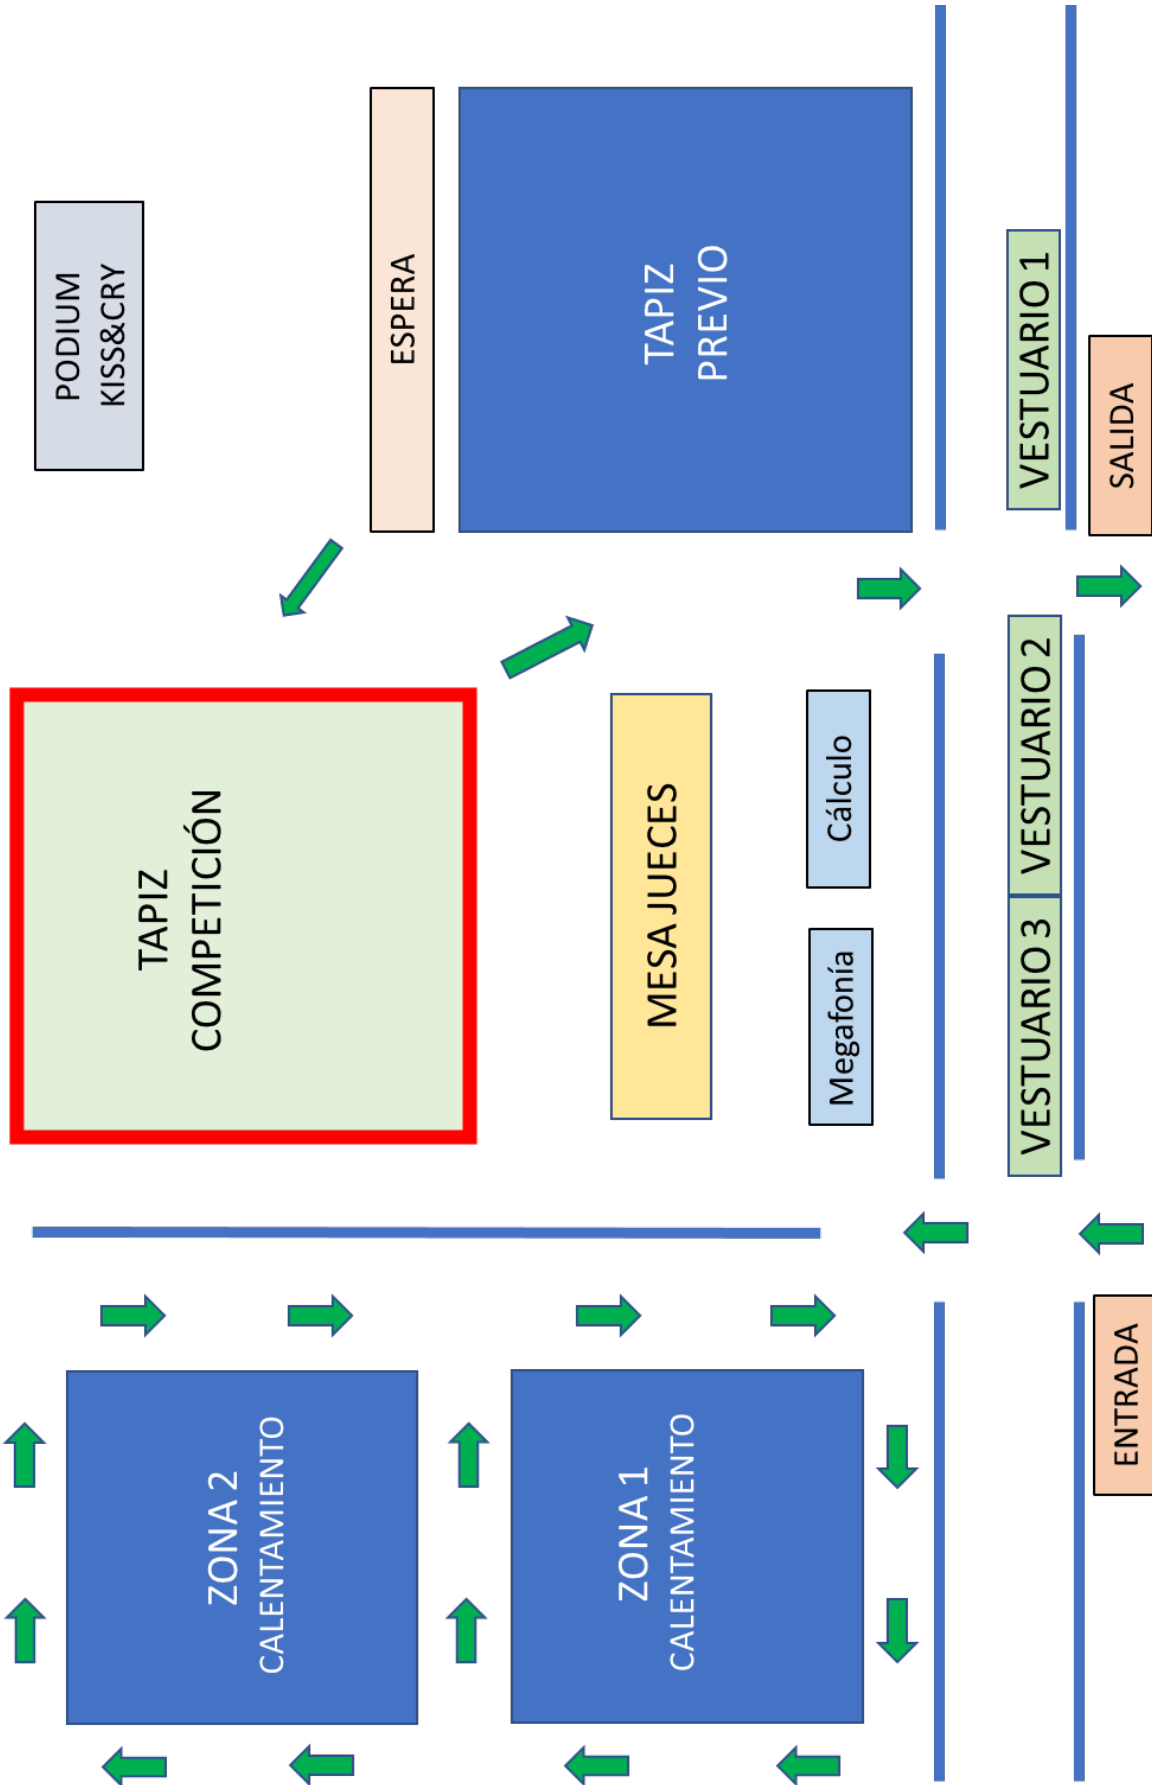 PODIUM
KISS&CRY
TAPIZ
COMPETICIÓN
ZONA 2
CALENTAMIENTO
ESPERA
ZONA 1
CALENTAMIENTO
MESA JUECES
TAPIZ
PREVIO
Megafonía
Cálculo
VESTUARIO 3
VESTUARIO 2
VESTUARIO 1
ENTRADA
SALIDA